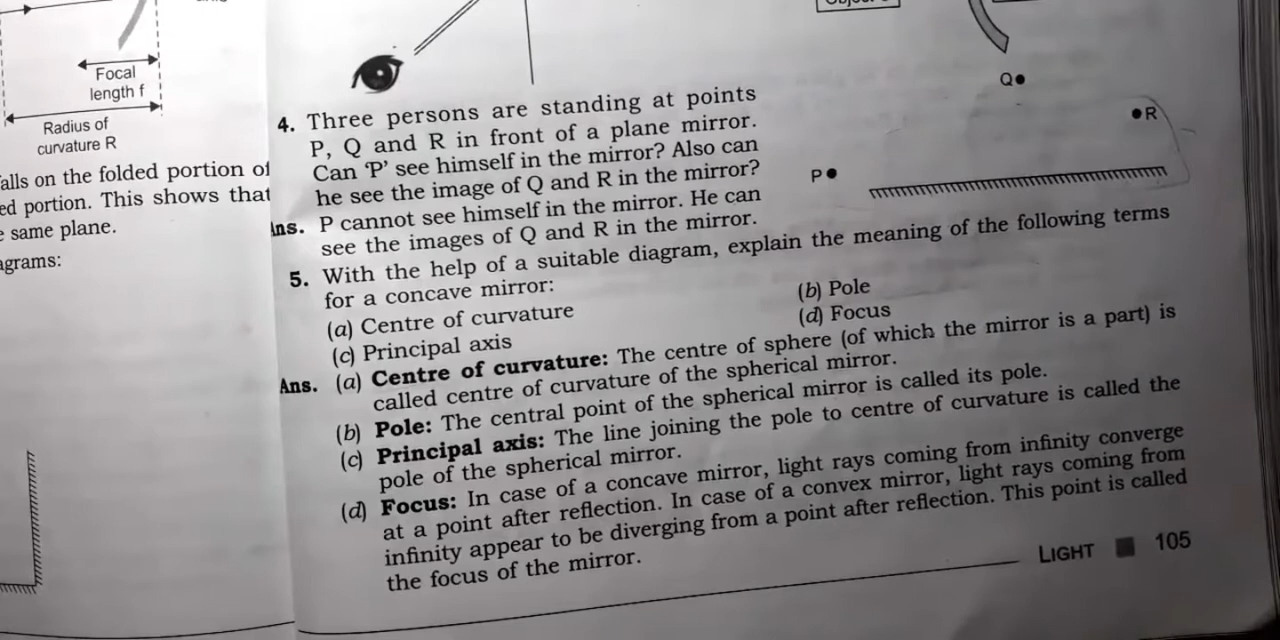 Focal
length f
Radius of
curvature R
falls on the folded portion of
ed portion. This shows that
same plane.
agrams:
Q
R
P
4. Three persons are standing at points
P, Q and R in front of a plane mirror.
Can ‘P’ see himself in the mirror? Also can
he see the image of Q and R in the mirror?
Ans. P cannot see himself in the mirror. He can
see the images of Q and R in the mirror.
5. With the help of a suitable diagram, explain the meaning of the following terms
for a concave mirror:
(a) Centre of curvature (b) Pole
(c) Principal axis (d) Focus
Ans. (a) Centre of curvature: The centre of sphere (of which the mirror is a part) is
called centre of curvature of the spherical mirror.
(b) Pole: The central point of the spherical mirror is called its pole.
(c) Principal axis: The line joining the pole to centre of curvature is called the
pole of the spherical mirror.
(d) Focus: In case of a concave mirror, light rays coming from infinity converge
at a point after reflection. In case of a convex mirror, light rays coming from
infinity appear to be diverging from a point after reflection. This point is called
the focus of the mirror.
LIGHT 105